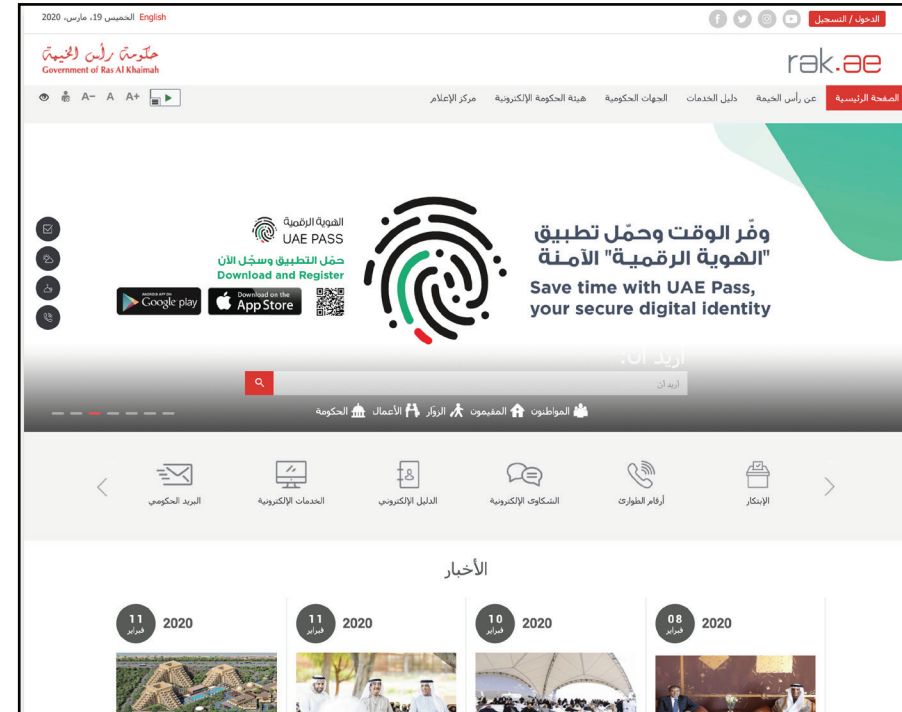 الدخول / التسجيل
English الخميس 19، مارس، 2020
rak.ae
حكومة رأس الخيمة
Government of Ras Al Khaimah
الصفحة الرئيسية عن رأس الخيمة دليل الخدمات الجهات الحكومية هيئة الحكومة الإلكترونية مركز الإعلام
A- A A+
وفّر الوقت وحمّل تطبيق
"الهوية الرقمية" الآمنة
Save time with UAE Pass,
your secure digital identity
الهوية الرقمية
UAE PASS
حمّل التطبيق وسجّل الآن
Download and Register
ANDROID APP ON
Google play
Download on the
App Store
أريد أن:
أريد أن
المواطنون المقيمون الزوّار الأعمال الحكومة
الإبتكار أرقام الطوارئ الشكاوى الإلكترونية الدليل الإلكتروني الخدمات الإلكترونية البريد الحكومي
الأخبار
08 فبراير 2020
10 فبراير 2020
11 فبراير 2020
11 فبراير 2020